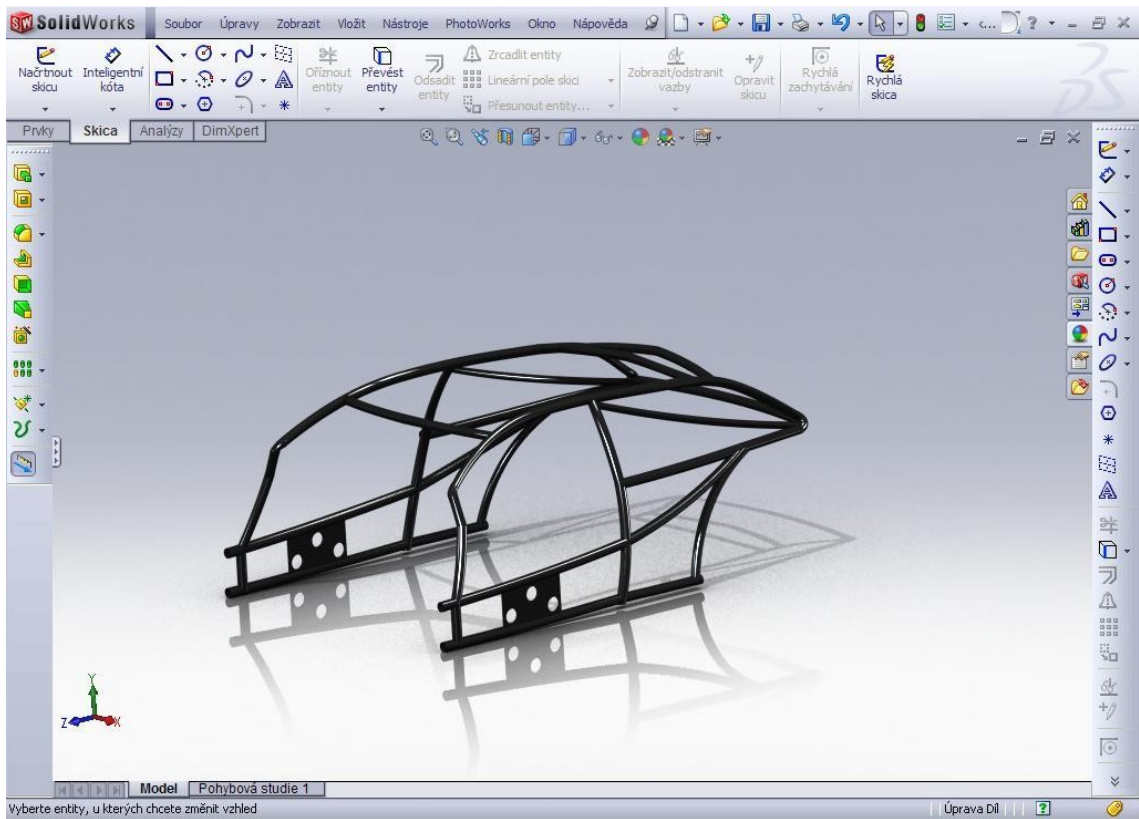 SolidWorks Soubor Úpravy Zobrazit Vložit Nástroje PhotoWorks Okno Nápověda
Načrtnout skicu
Inteligentní kóta
Oříznout entity
Převést entity
Odsadit entity
Zrcadlit entity
Lineární pole skici
Přesunout entity...
Zobrazit/odstranit vazby
Opravit skicu
Rychlá zachytávání
Rychlá skica
Prvky Skica Analýzy DimXpert
Y
Z X
Model Pohybová studie 1
Vyberte entity, u kterých chcete změnit vzhled Úprava Díl